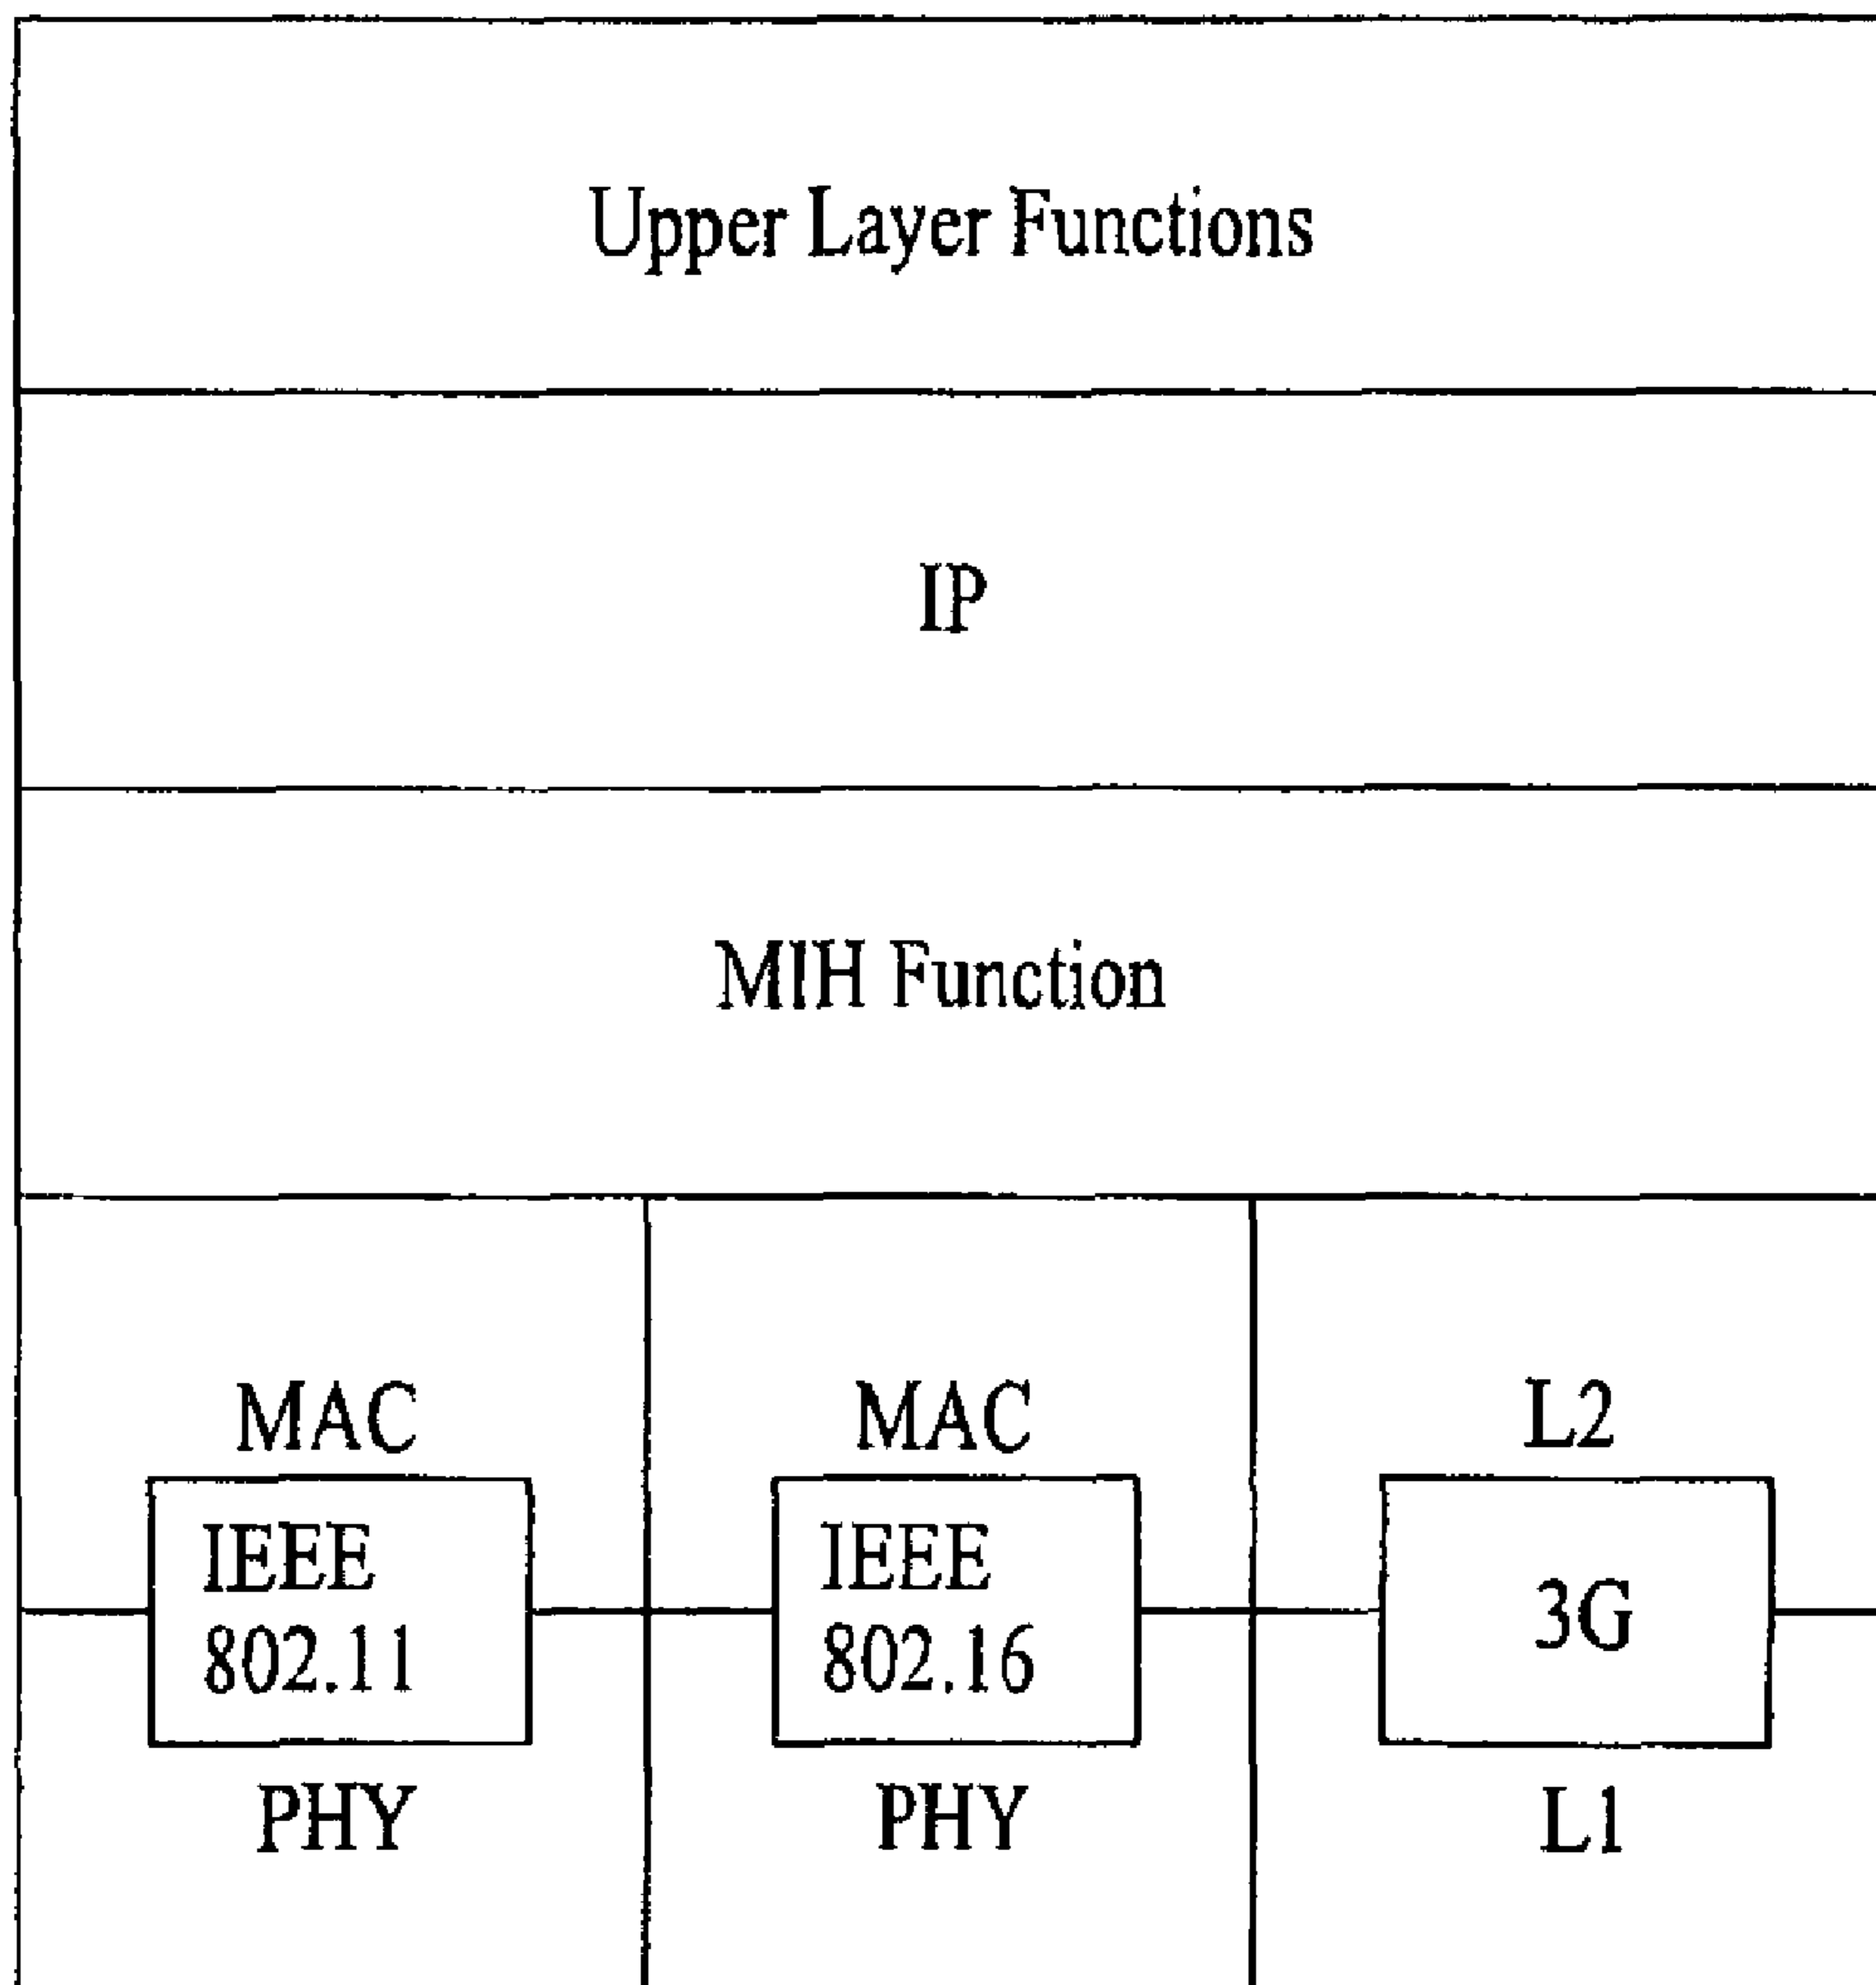 Upper Layer Functions
IP
MIH Function
MAC
IEEE
802.11
PHY
MAC
IEEE
802.16
PHY
L2
3G
L1